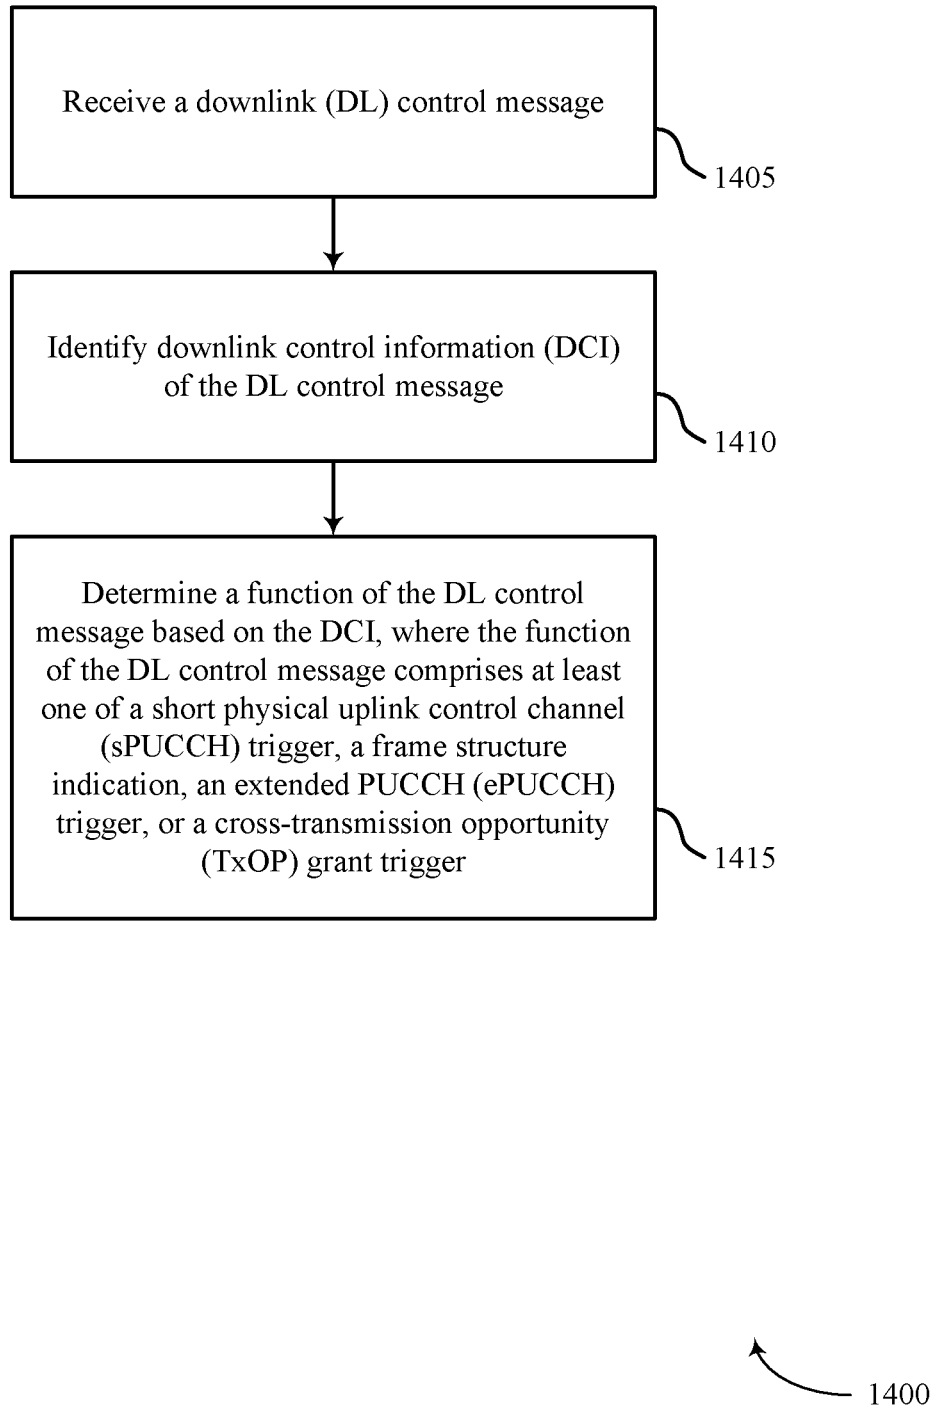 Receive a downlink (DL) control message
1405
Identify downlink control information (DCI)
of the DL control message
1410
Determine a function of the DL control
message based on the DCI, where the function
of the DL control message comprises at least
one of a short physical uplink control channel
(sPUCCH) trigger, a frame structure
indication, an extended PUCCH (ePUCCH)
trigger, or a cross-transmission opportunity
(TxOP) grant trigger
1415
1400